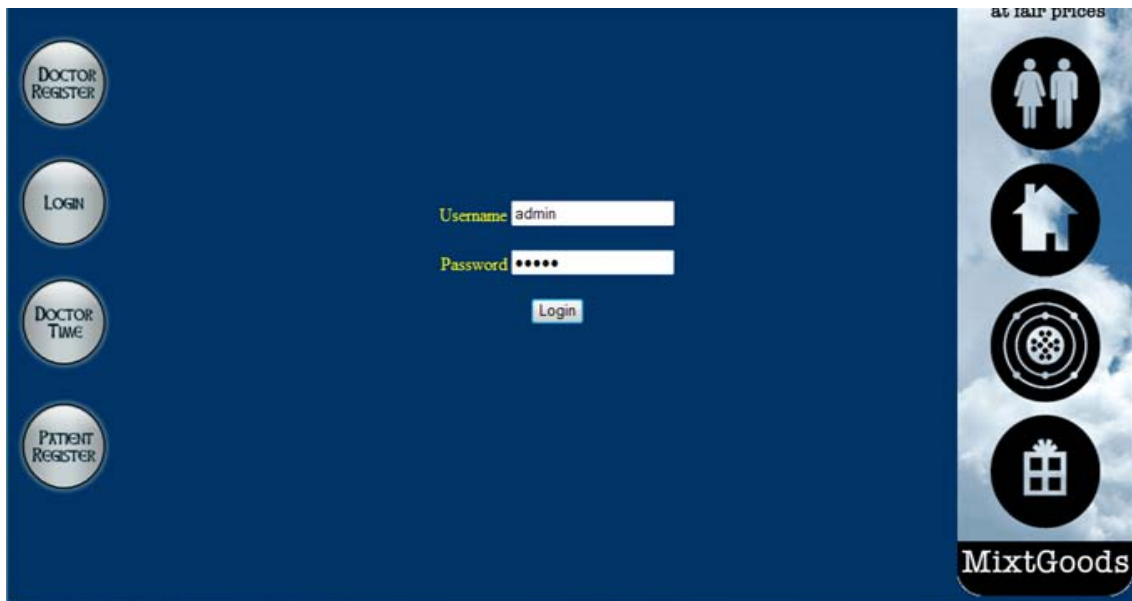 at fair prices
DOCTOR
REGISTER
LOGIN
Username admin
Password •••••
Login
DOCTOR
TIME
PATIENT
REGISTER
MixtGoods